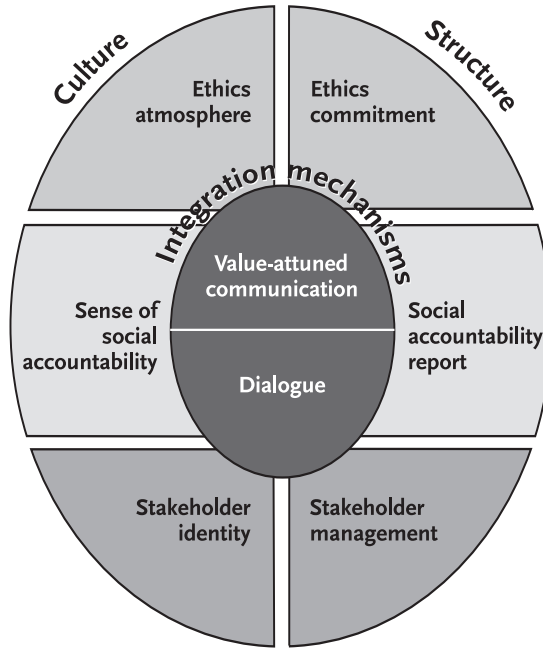 Culture
Structure
Ethics
atmosphere
Ethics
commitment
Integration mechanisms
Value-attuned
communication
Sense of
social
accountability
Social
accountability
report
Dialogue
Stakeholder
identity
Stakeholder
management